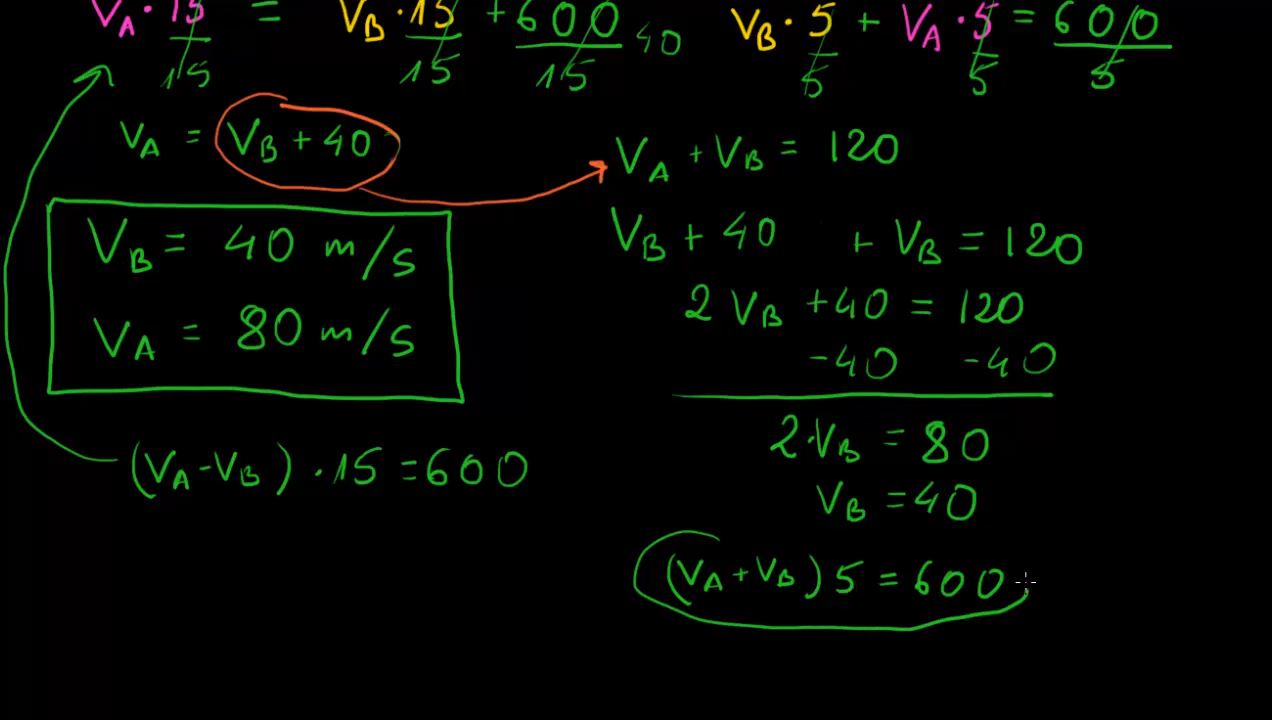 VA · 15 = VB · 15 + 600 40 VB · 5 + VA · 5 = 600
15 15 15 5 5 5
VA = VB + 40
VA + VB = 120
VB = 40 m/s
VB + 40 + VB = 120
VA = 80 m/s
2 VB + 40 = 120
-40 -40
2·VB = 80
(VA - VB) · 15 = 600
VB = 40
(VA + VB) 5 = 600